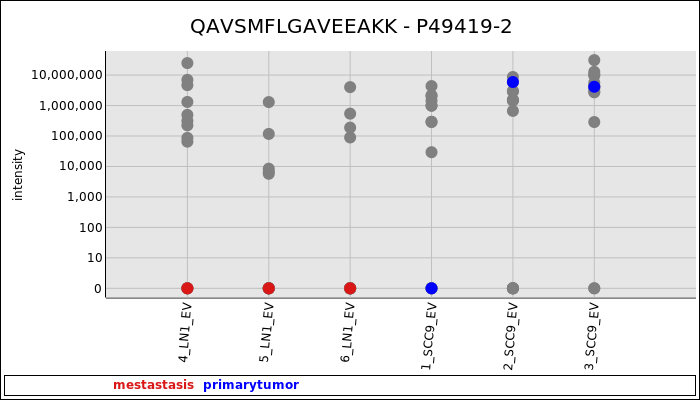 QAVSMFLGAVEEAKK - P49419-2
10,000,000
1,000,000
100,000
10,000
1,000
100
10
0
intensity
4_LN1_EV
5_LN1_EV
6_LN1_EV
1_SCC9_EV
2_SCC9_EV
3_SCC9_EV
mestastasis primarytumor